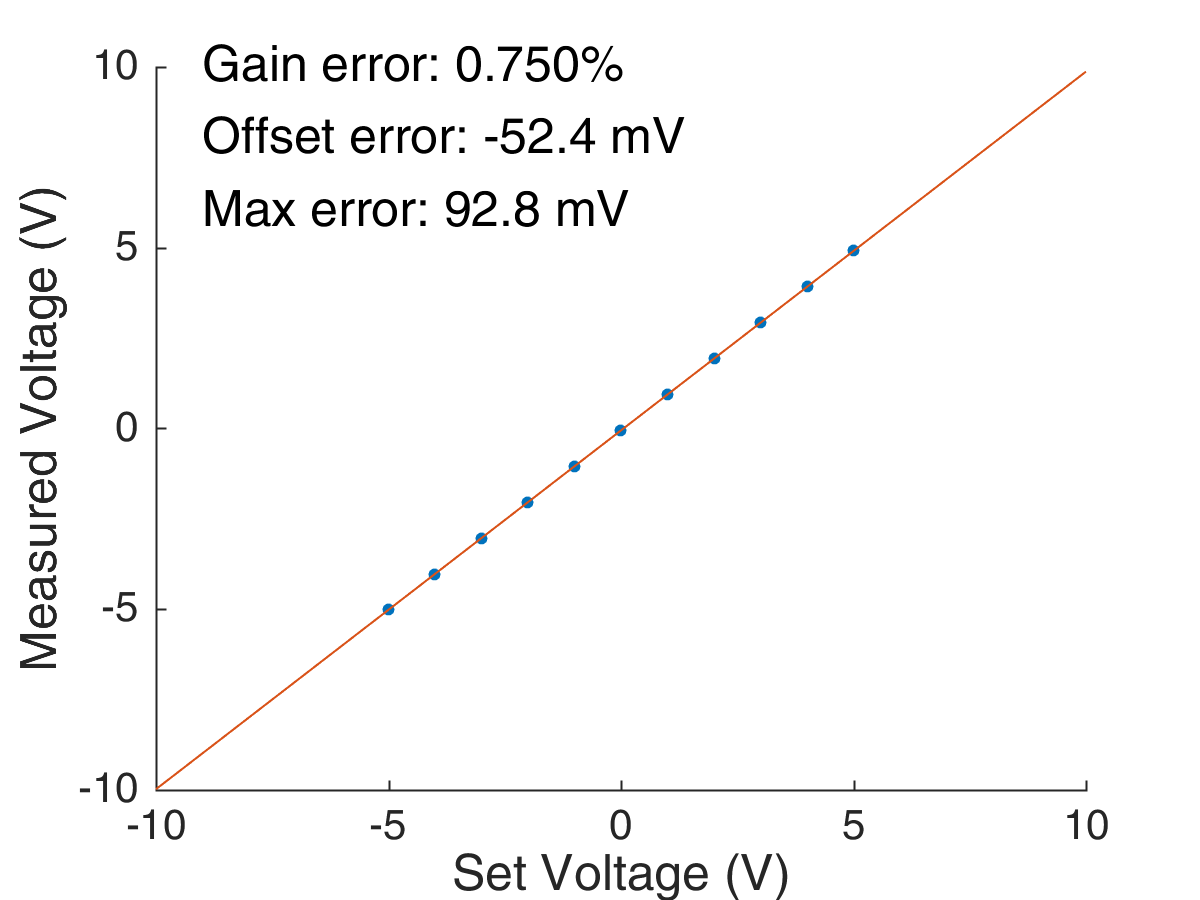 Gain error: 0.750%
Offset error: -52.4 mV
Max error: 92.8 mV
10
5
0
-5
-10
Measured Voltage (V)
-10
-5
0
5
10
Set Voltage (V)